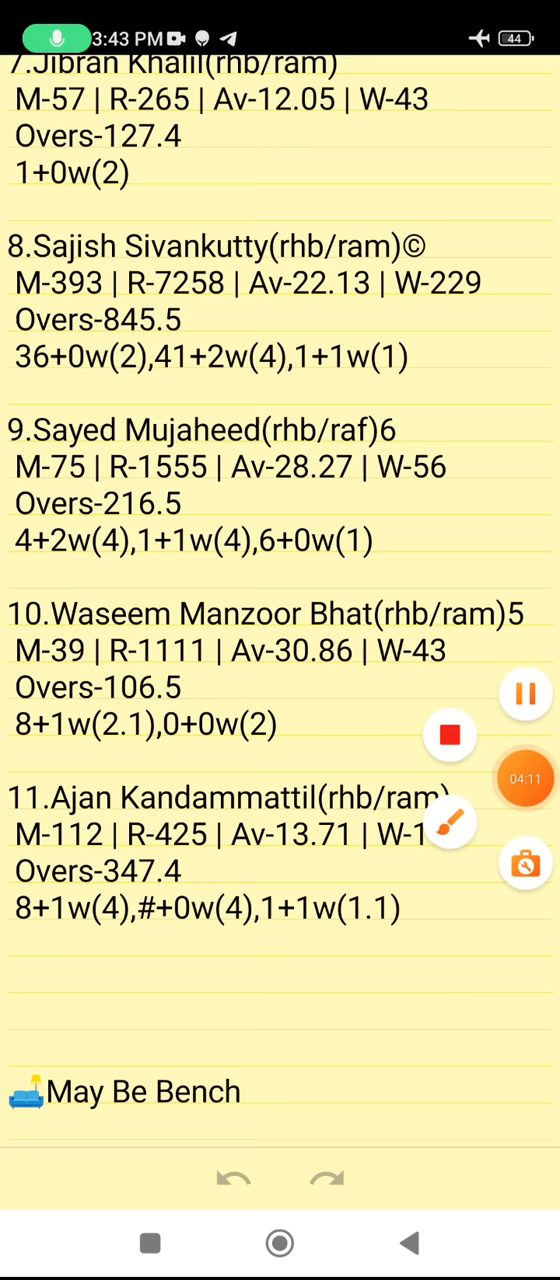 3:43 PM
44
7.Jibran Khalil(rhb/ram)
M-57 | R-265 | Av-12.05 | W-43
Overs-127.4
1+0w(2)
8.Sajish Sivankutty(rhb/ram)©
M-393 | R-7258 | Av-22.13 | W-229
Overs-845.5
36+0w(2),41+2w(4),1+1w(1)
9.Sayed Mujaheed(rhb/raf)6
M-75 | R-1555 | Av-28.27 | W-56
Overs-216.5
4+2w(4),1+1w(4),6+0w(1)
10.Waseem Manzoor Bhat(rhb/ram)5
M-39 | R-1111 | Av-30.86 | W-43
Overs-106.5
8+1w(2.1),0+0w(2)
04:11
11.Ajan Kandammattil(rhb/ram)
M-112 | R-425 | Av-13.71 | W-1
Overs-347.4
8+1w(4),#+0w(4),1+1w(1.1)
May Be Bench